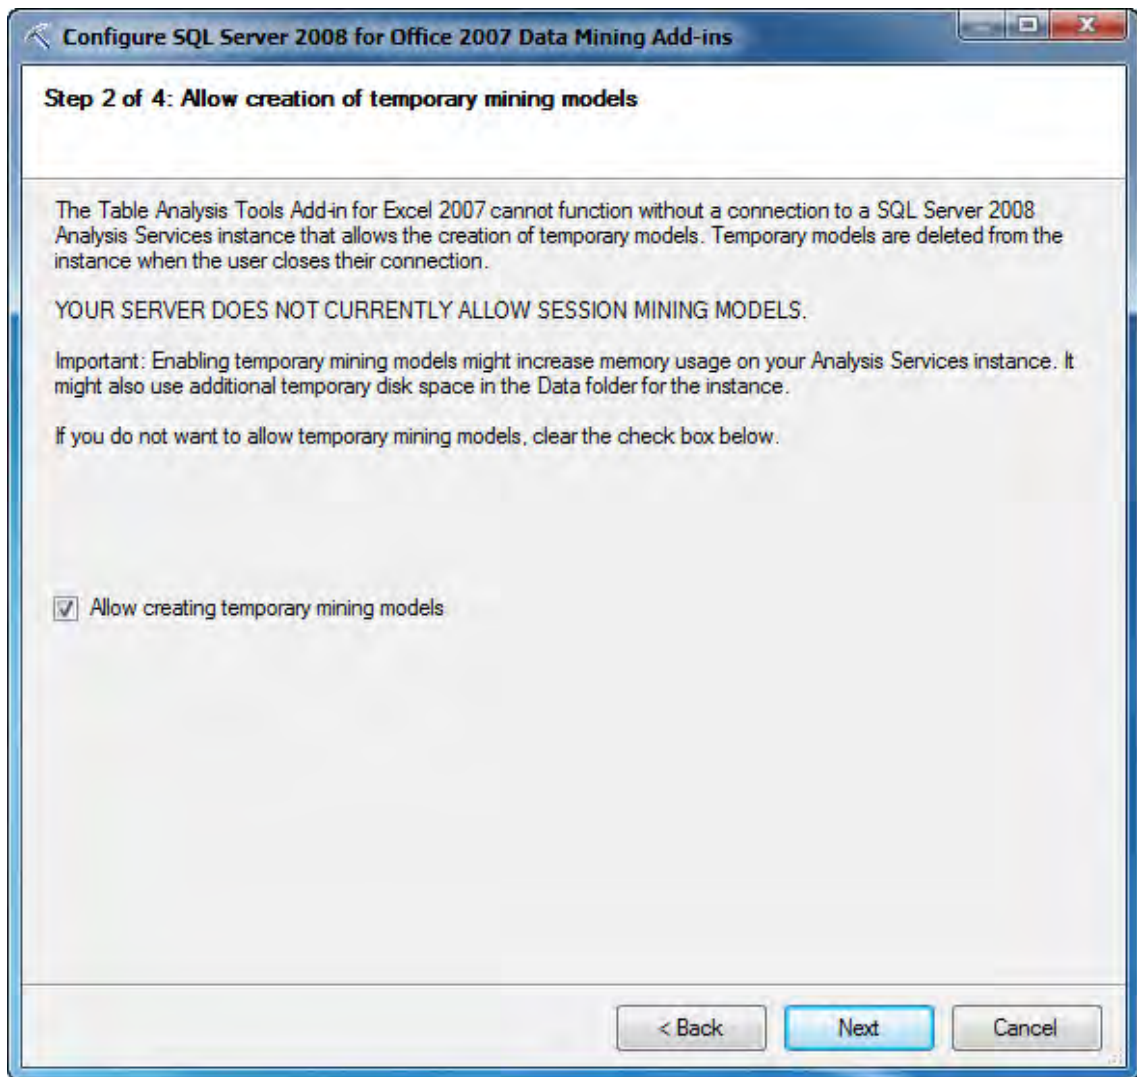 Configure SQL Server 2008 for Office 2007 Data Mining Add-ins
Step 2 of 4: Allow creation of temporary mining models
The Table Analysis Tools Add-in for Excel 2007 cannot function without a connection to a SQL Server 2008
Analysis Services instance that allows the creation of temporary models. Temporary models are deleted from the
instance when the user closes their connection.
YOUR SERVER DOES NOT CURRENTLY ALLOW SESSION MINING MODELS.
Important: Enabling temporary mining models might increase memory usage on your Analysis Services instance. It
might also use additional temporary disk space in the Data folder for the instance.
If you do not want to allow temporary mining models, clear the check box below.
Allow creating temporary mining models
< Back Next Cancel